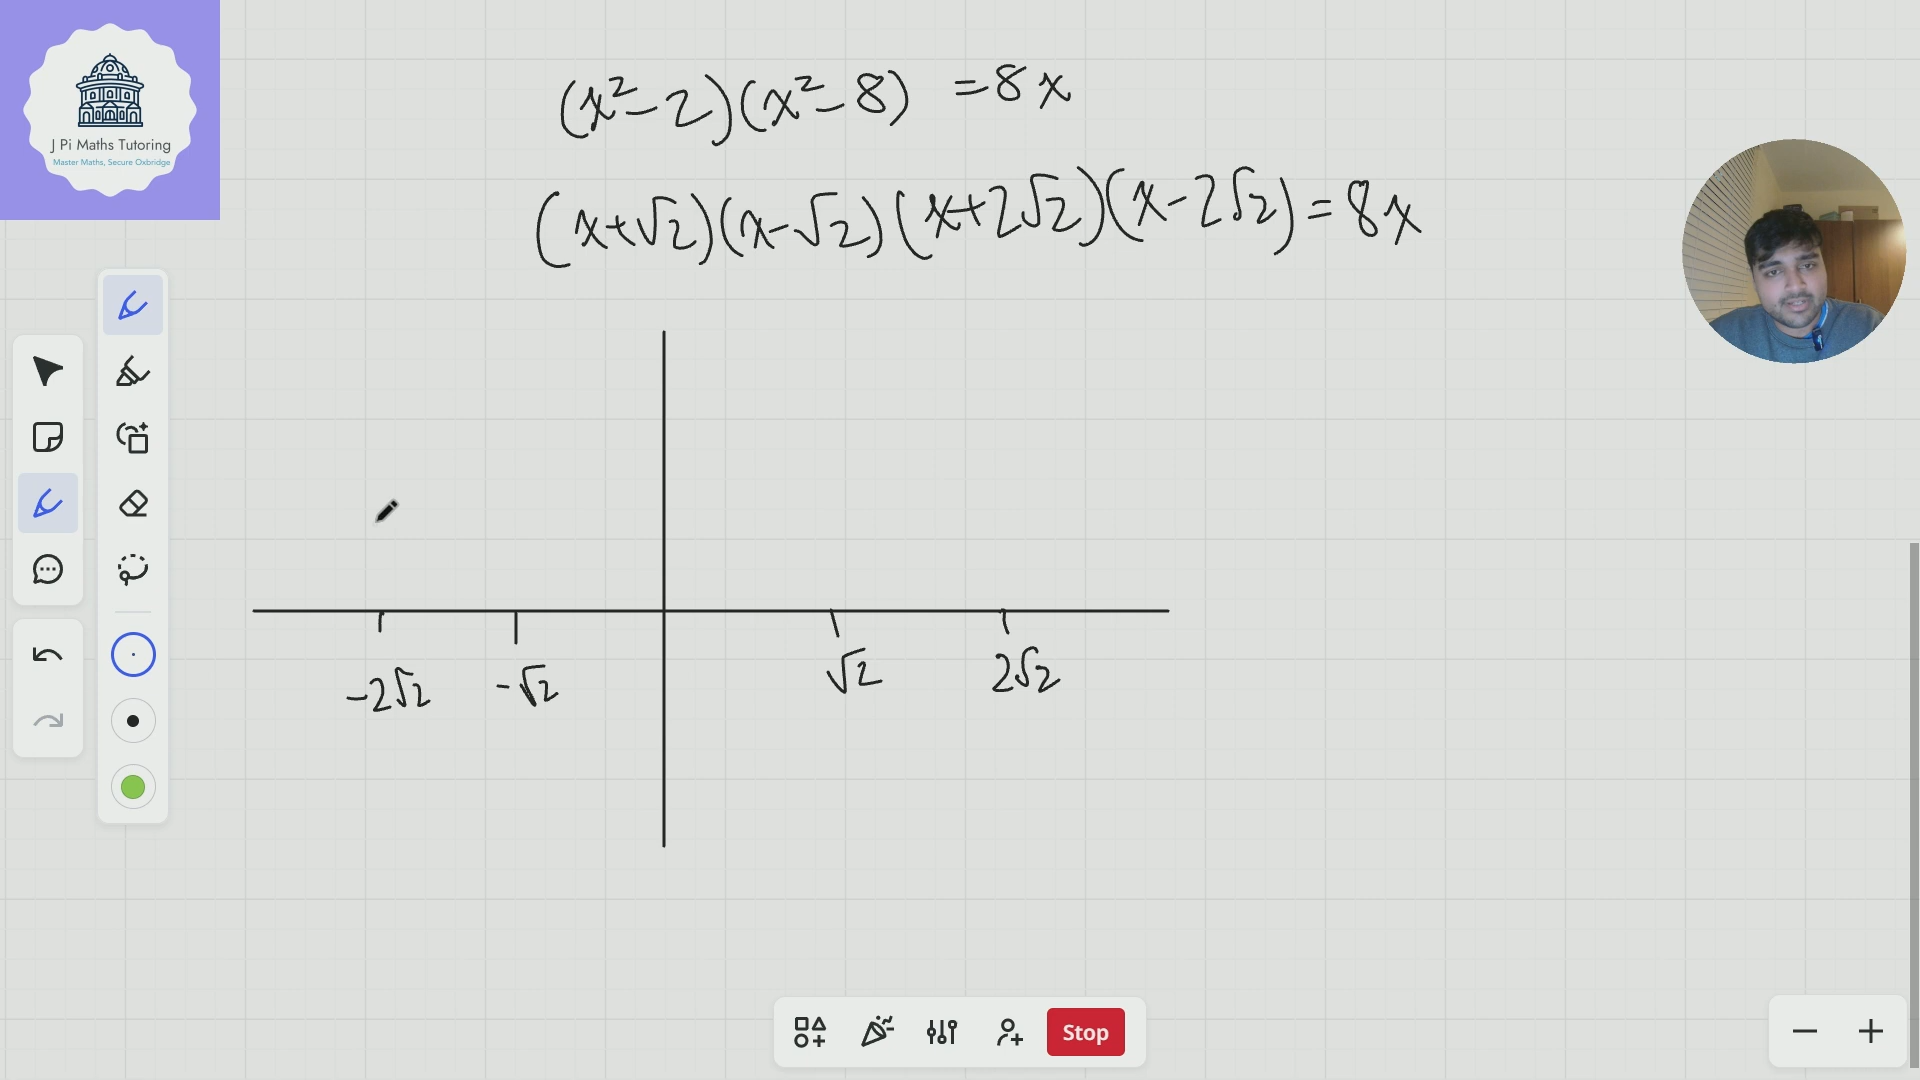 J Pi Maths Tutoring
Master Maths, Secure Oxbridge
(x²-2)(x²-8) =8x
(x+√2)(x-√2)(x+2√2)(x-2√2)=8x
-2√2 -√2 √2 2√2
Stop